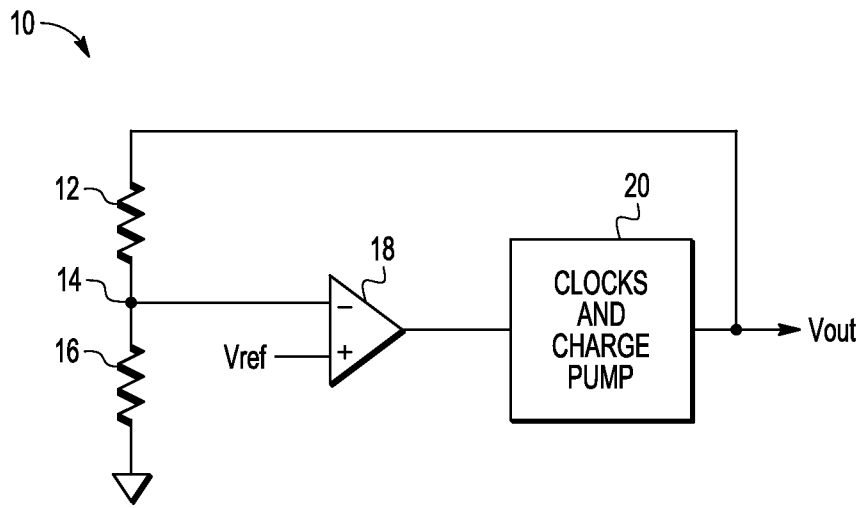 10
12
14
16
18
20
-
+
Vref
CLOCKS
AND
CHARGE
PUMP
Vout